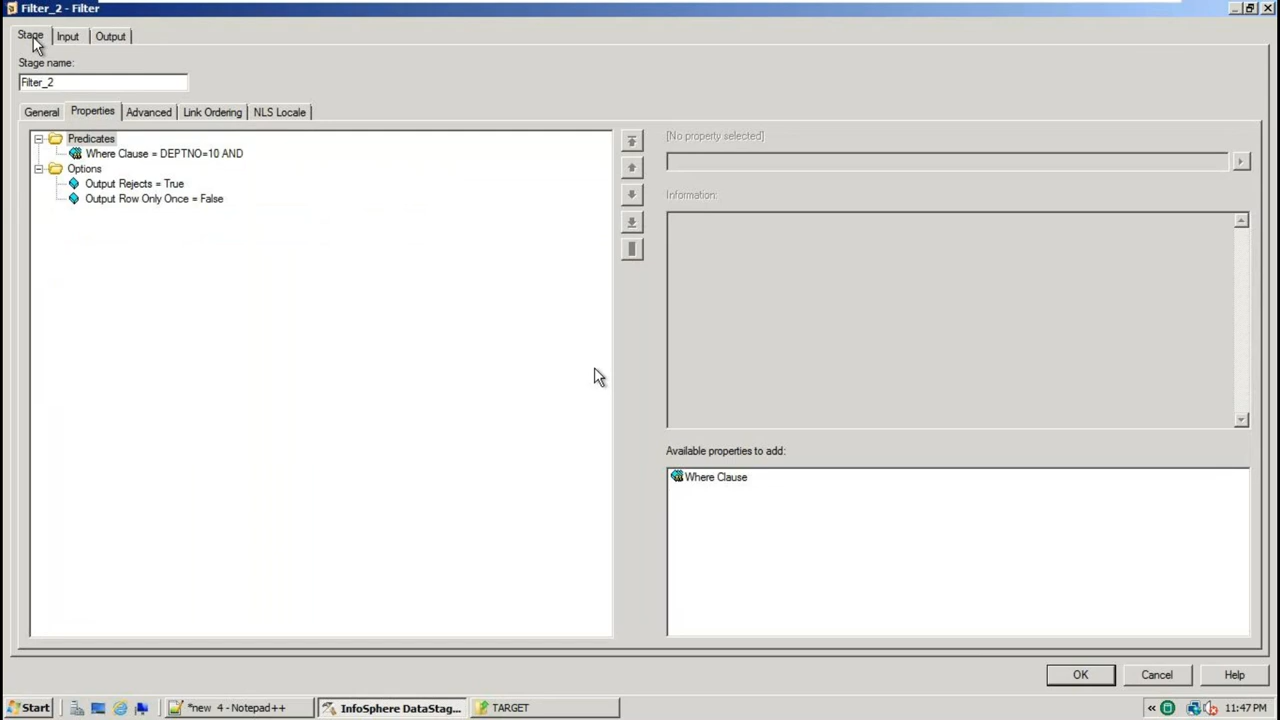 Filter_2 - Filter
Stage Input Output
Stage name:
Filter_2
General Properties Advanced Link Ordering NLS Locale
Predicates
Where Clause = DEPTNO=10 AND
Options
Output Rejects = True
Output Row Only Once = False
[No property selected]
Information:
Available properties to add:
Where Clause
OK Cancel Help
Start *new 4 - Notepad++ InfoSphere DataStag... TARGET « 11:47 PM